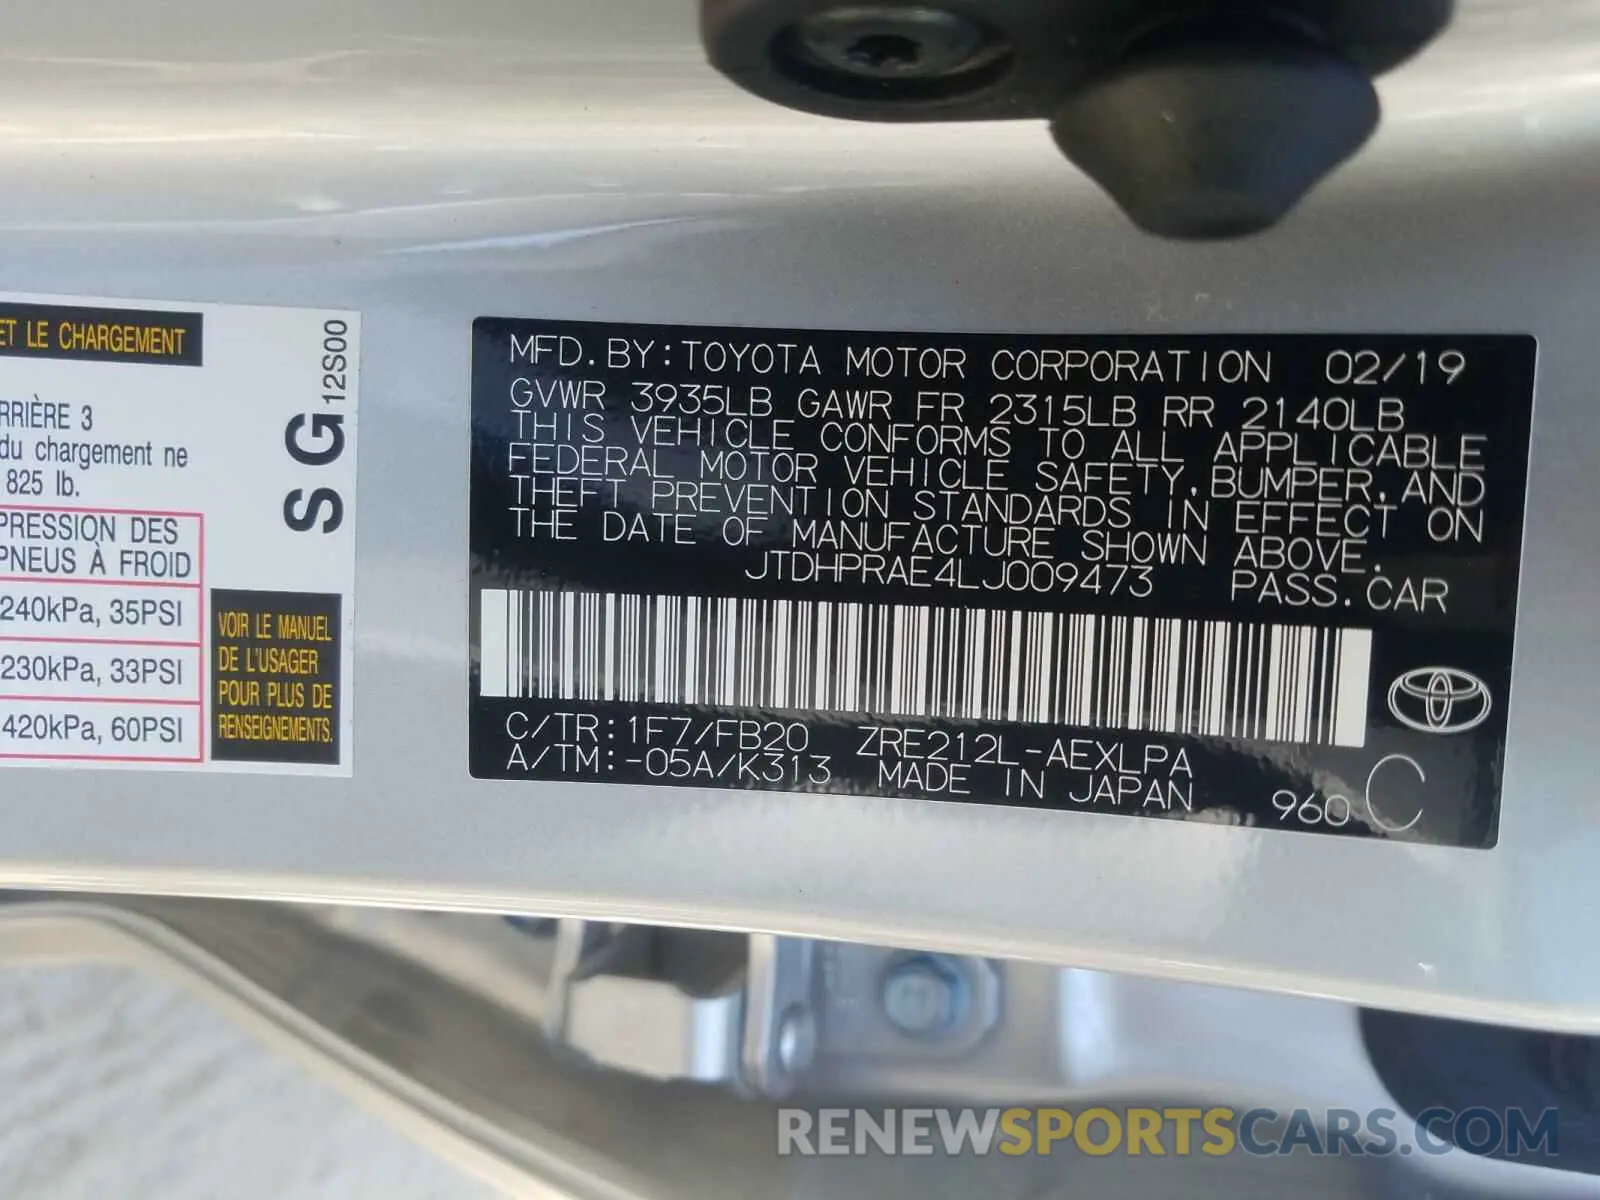 ET LE CHARGEMENT
RRIÈRE 3
du chargement ne
825 lb.
PRESSION DES
PNEUS À FROID
240kPa, 35PSI
230kPa, 33PSI
420kPa, 60PSI
12S00
SG
VOIR LE MANUEL
DE L'USAGER
POUR PLUS DE
RENSEIGNEMENTS.
MFD.BY:TOYOTA MOTOR CORPORATION 02/19
GVWR 3935LB GAWR FR 2315LB RR 2140LB
THIS VEHICLE CONFORMS TO ALL APPLICABLE
FEDERAL MOTOR VEHICLE SAFETY,BUMPER,AND
THEFT PREVENTION STANDARDS IN EFFECT ON
THE DATE OF MANUFACTURE SHOWN ABOVE.
JTDHPRAE4LJ009473 PASS.CAR
C/TR:1F7/FB20 ZRE212L-AEXLPA
A/TM:-05A/K313 MADE IN JAPAN
960 C
RENEWSPORTSCARS.COM